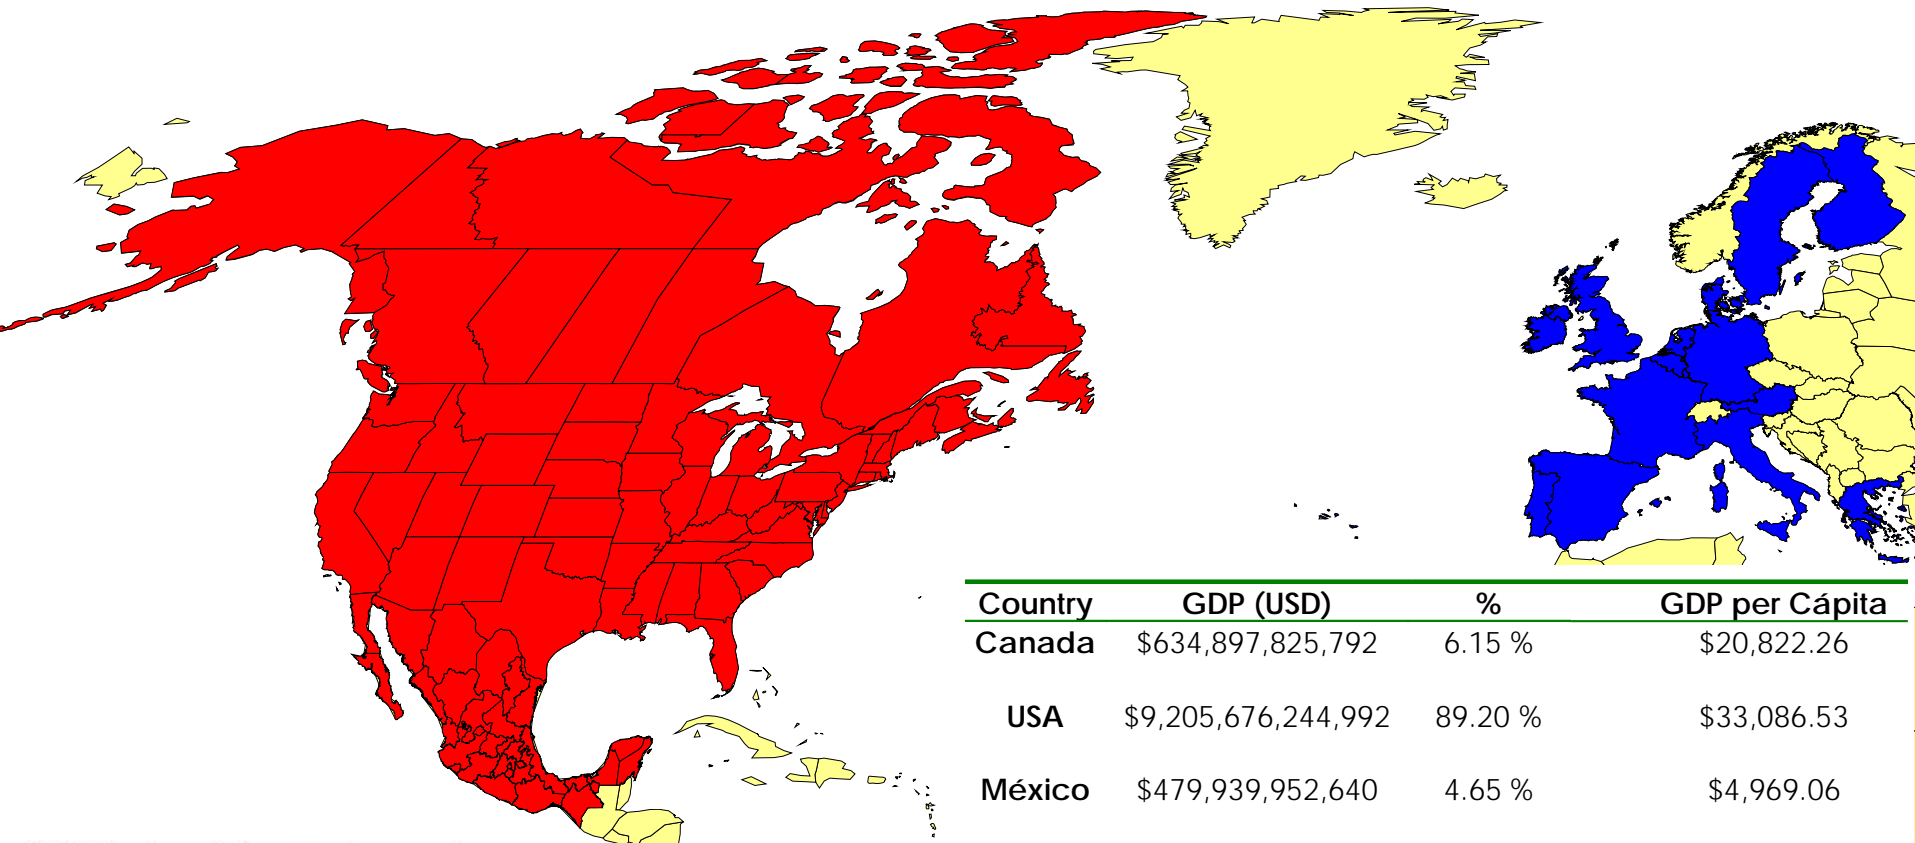 Country GDP (USD) % GDP per Cápita
Canada $634,897,825,792 6.15 % $20,822.26
USA $9,205,676,244,992 89.20 % $33,086.53
México $479,939,952,640 4.65 % $4,969.06